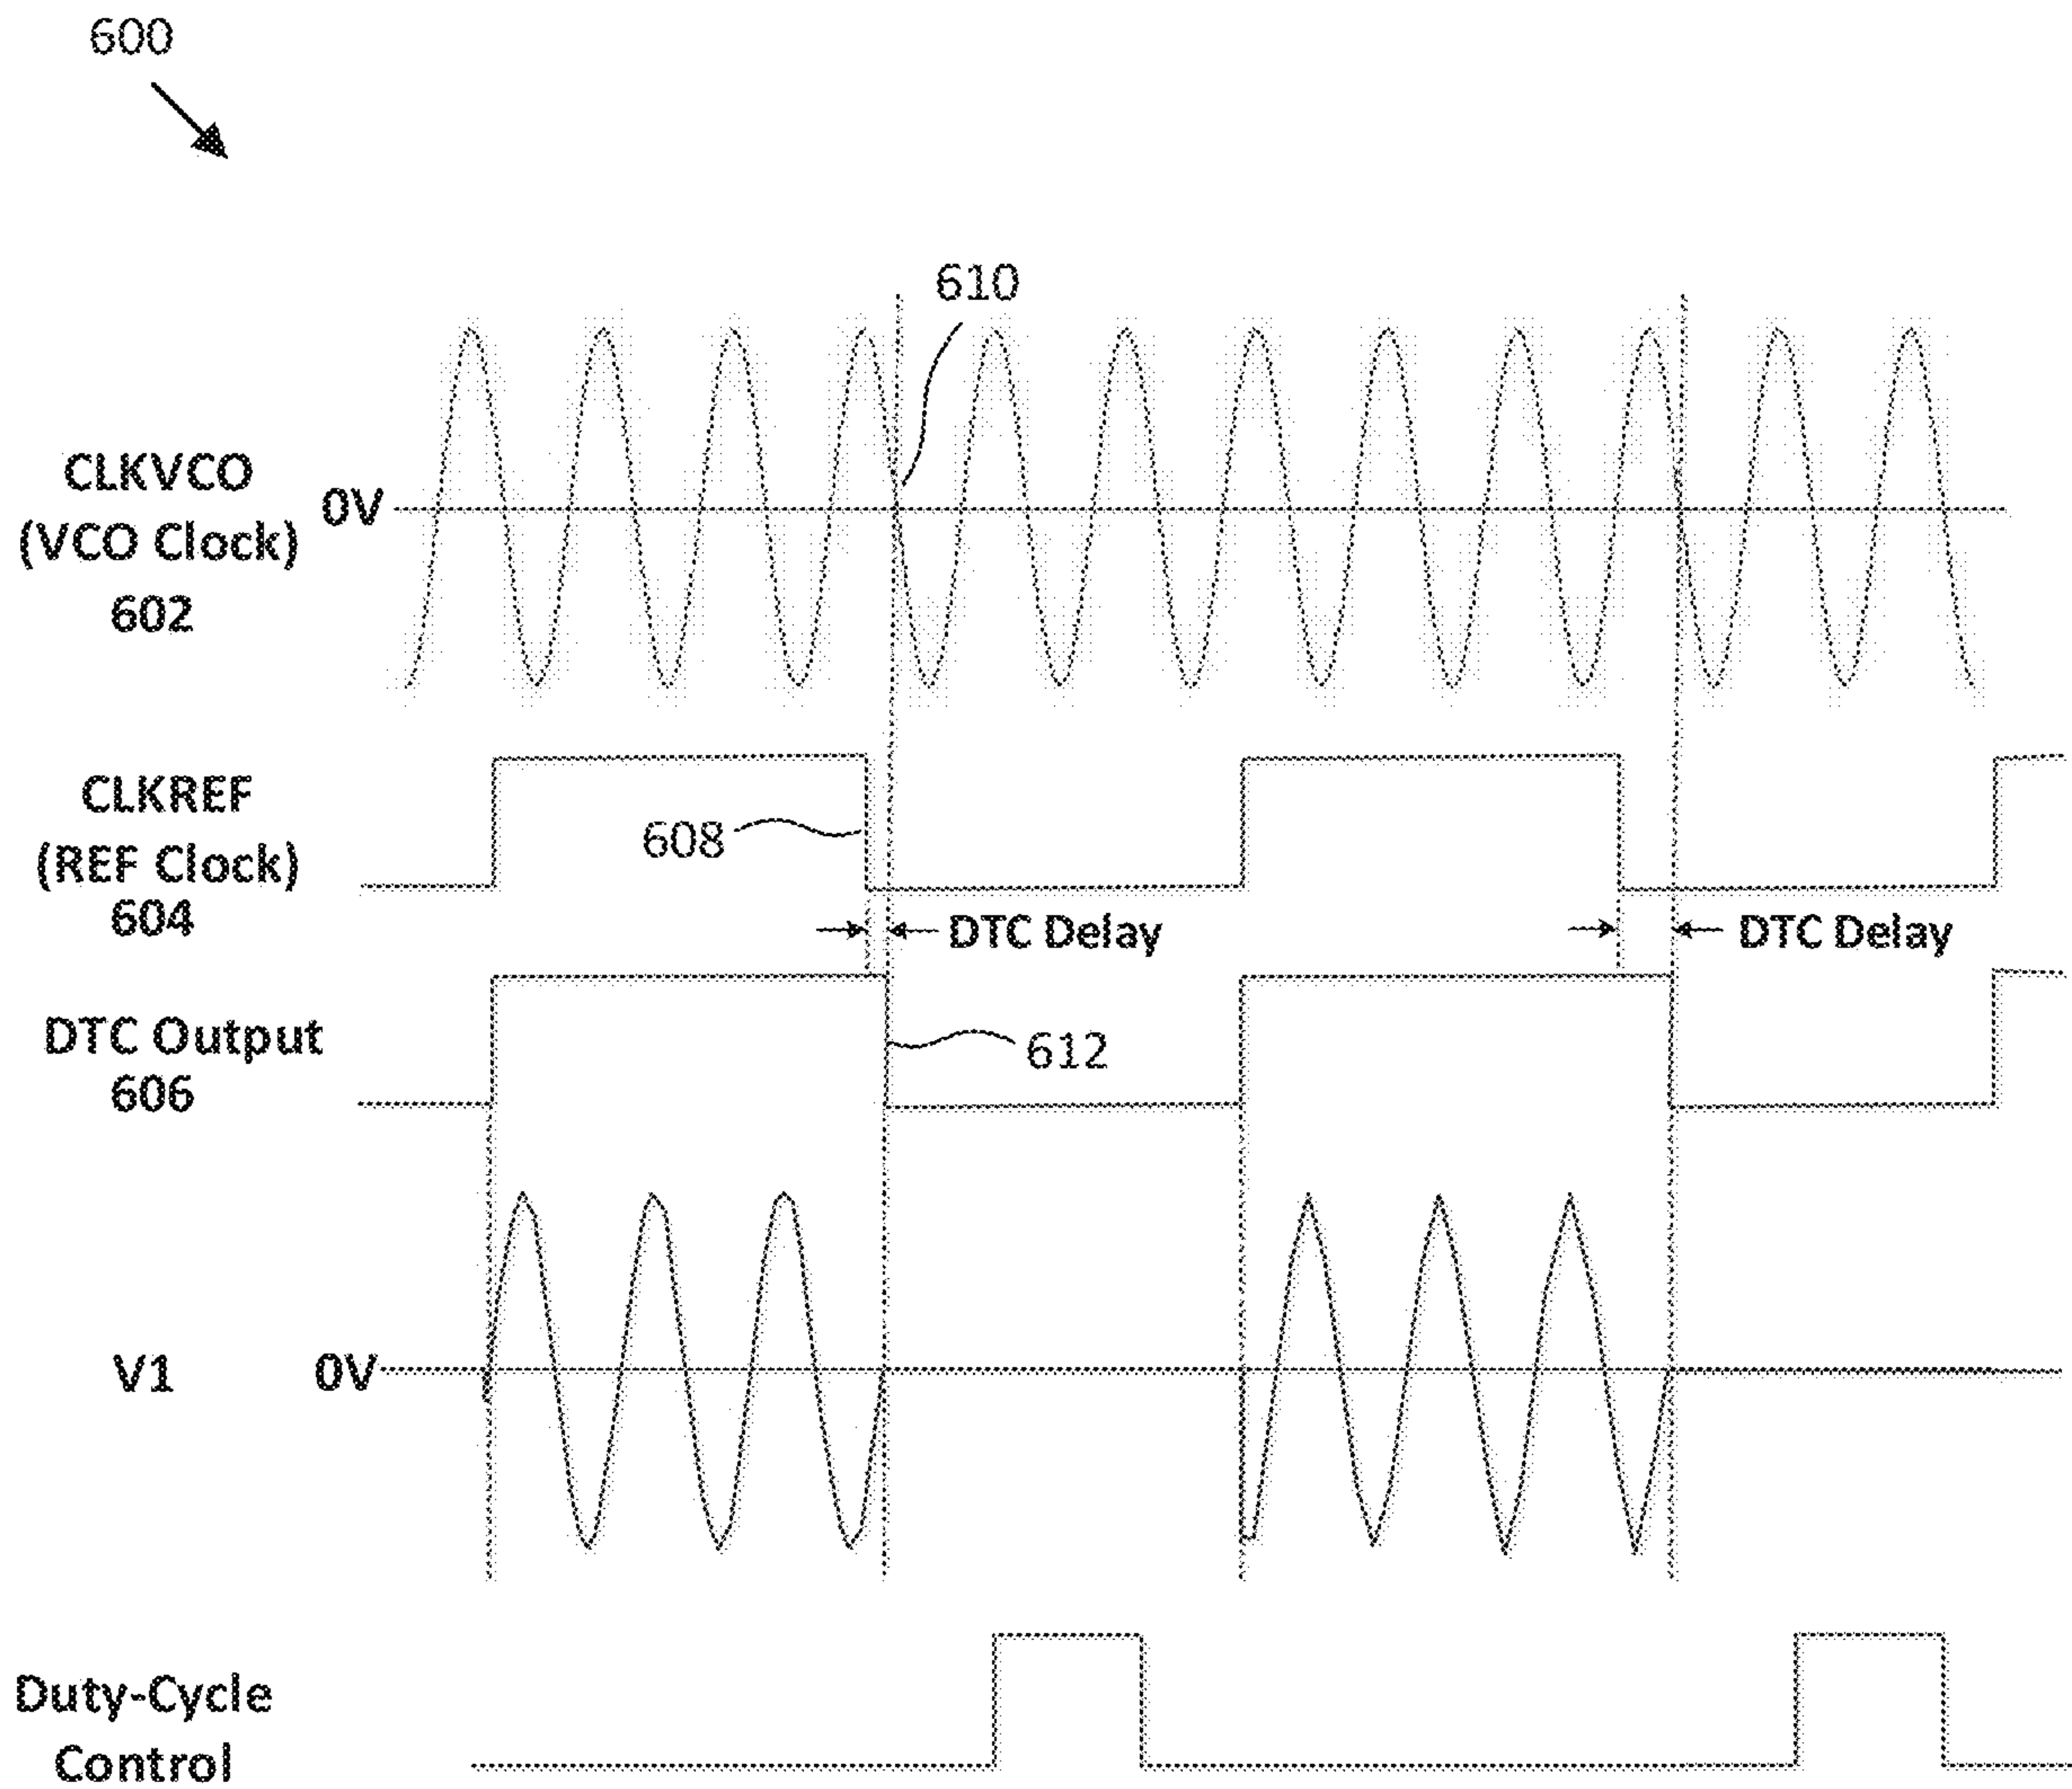 600
610
CLKVCO
(VCO Clock)
602
0V
CLKREF
(REF Clock)
604
608
DTC Delay
DTC Delay
DTC Output
606
612
V1
0V
Duty-Cycle
Control